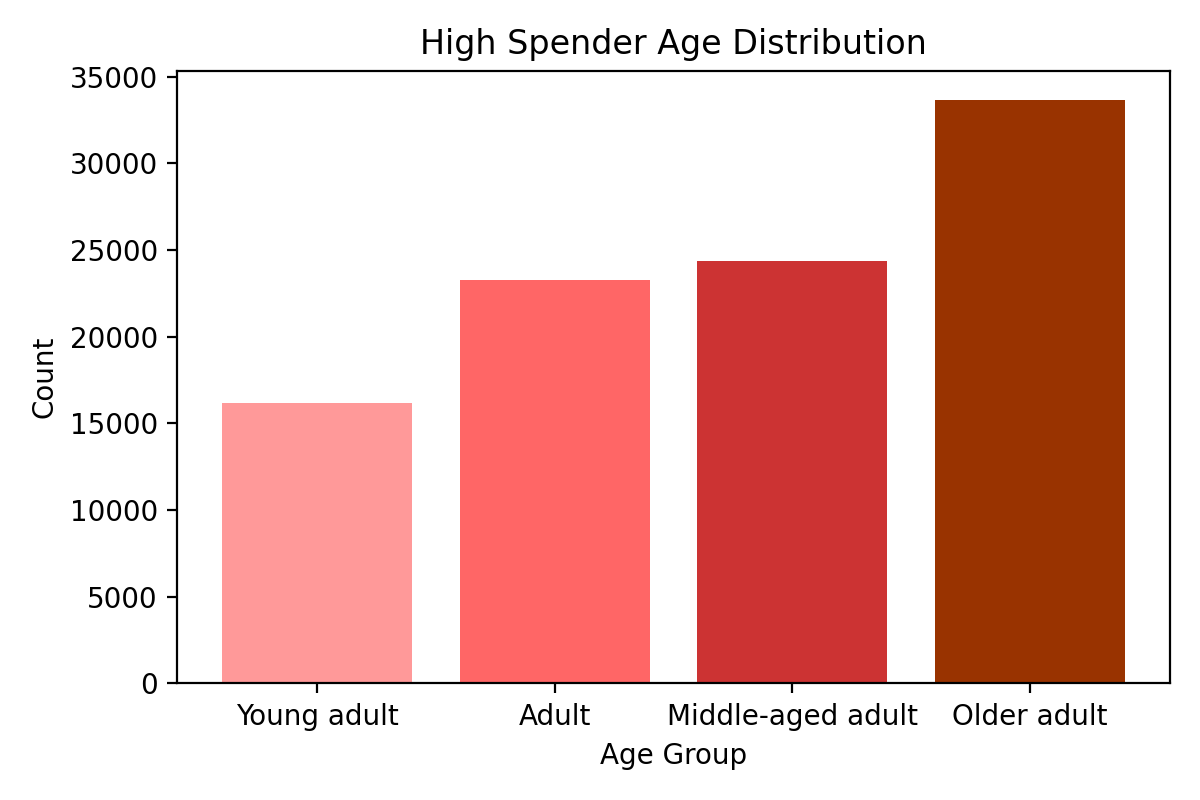 High Spender Age Distribution
35000
30000
25000
20000
15000
10000
5000
0
Count
Young adult
Adult
Middle-aged adult
Older adult
Age Group